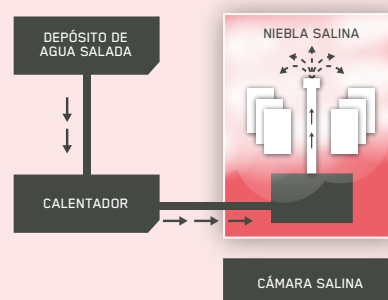 DEPÓSITO DE
AGUA SALADA
NIEBLA SALINA
CALENTADOR
CÁMARA SALINA